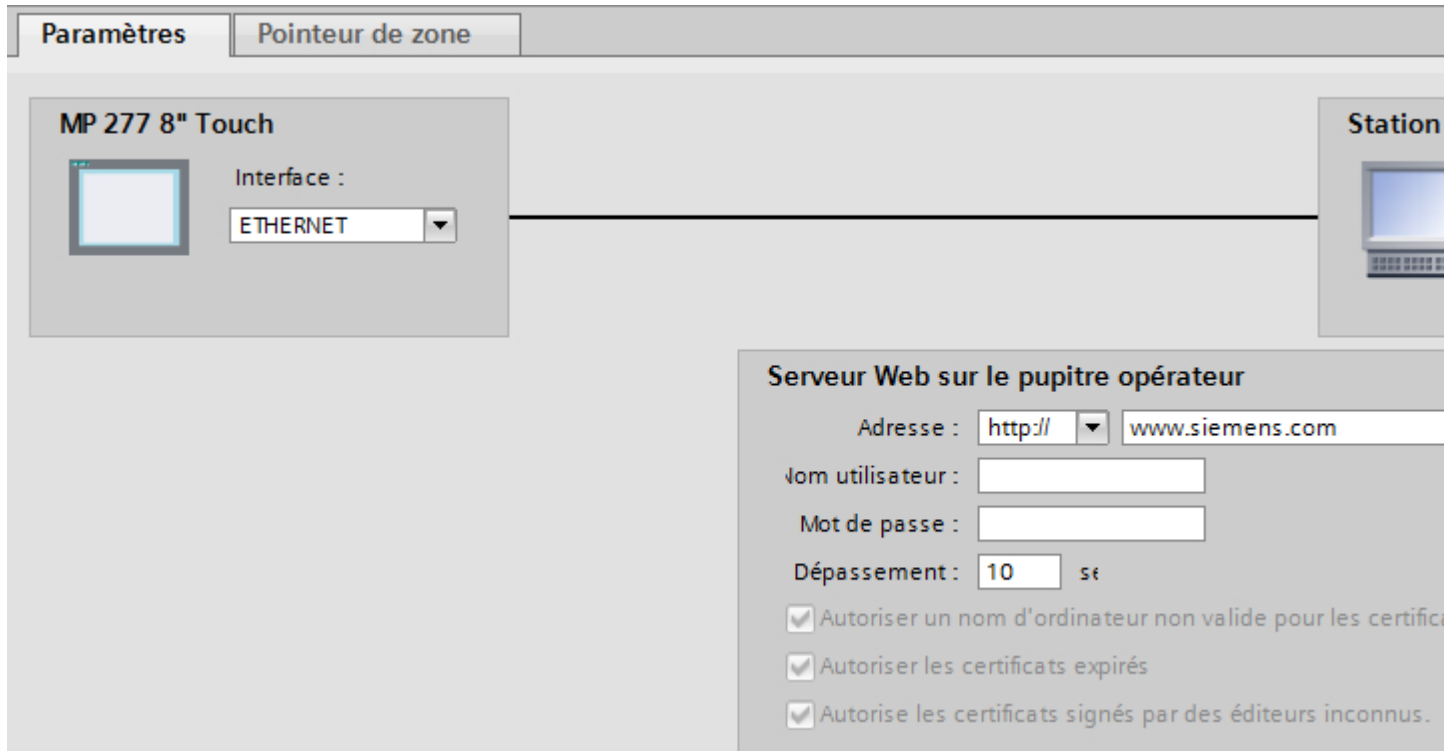 Paramètres Pointeur de zone
MP 277 8" Touch
Station
Interface :
ETHERNET
Serveur Web sur le pupitre opérateur
Adresse : http:// www.siemens.com
Nom utilisateur :
Mot de passe :
Dépassement : 10
Autoriser un nom d'ordinateur non valide pour les
Autoriser les certificats expirés
Autorise les certificats signés par des éditeurs inconnus.